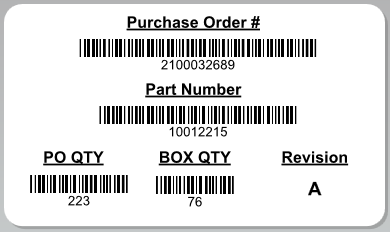 Purchase Order #
2100032689
Part Number
10012215
PO QTY BOX QTY Revision
223 76 A